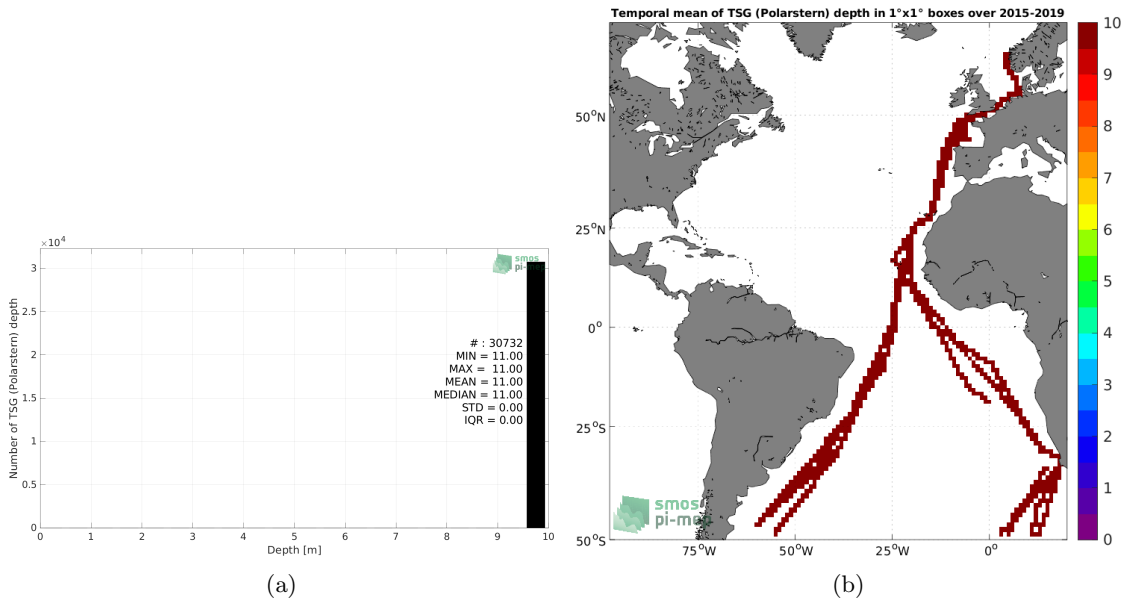 ×10⁴
3
2.5
2
1.5
1
0.5
0
Number of TSG (Polarstern) depth
smos
pi-mep
# : 30732
MIN = 11.00
MAX = 11.00
MEAN = 11.00
MEDIAN = 11.00
STD = 0.00
IQR = 0.00
0 1 2 3 4 5 6 7 8 9 10
Depth [m]
(a)
Temporal mean of TSG (Polarstern) depth in 1°x1° boxes over 2015-2019
50°N
25°N
0°
25°S
50°S
75°W 50°W 25°W 0°
smos
pi-mep
10
9
8
7
6
5
4
3
2
1
0
(b)